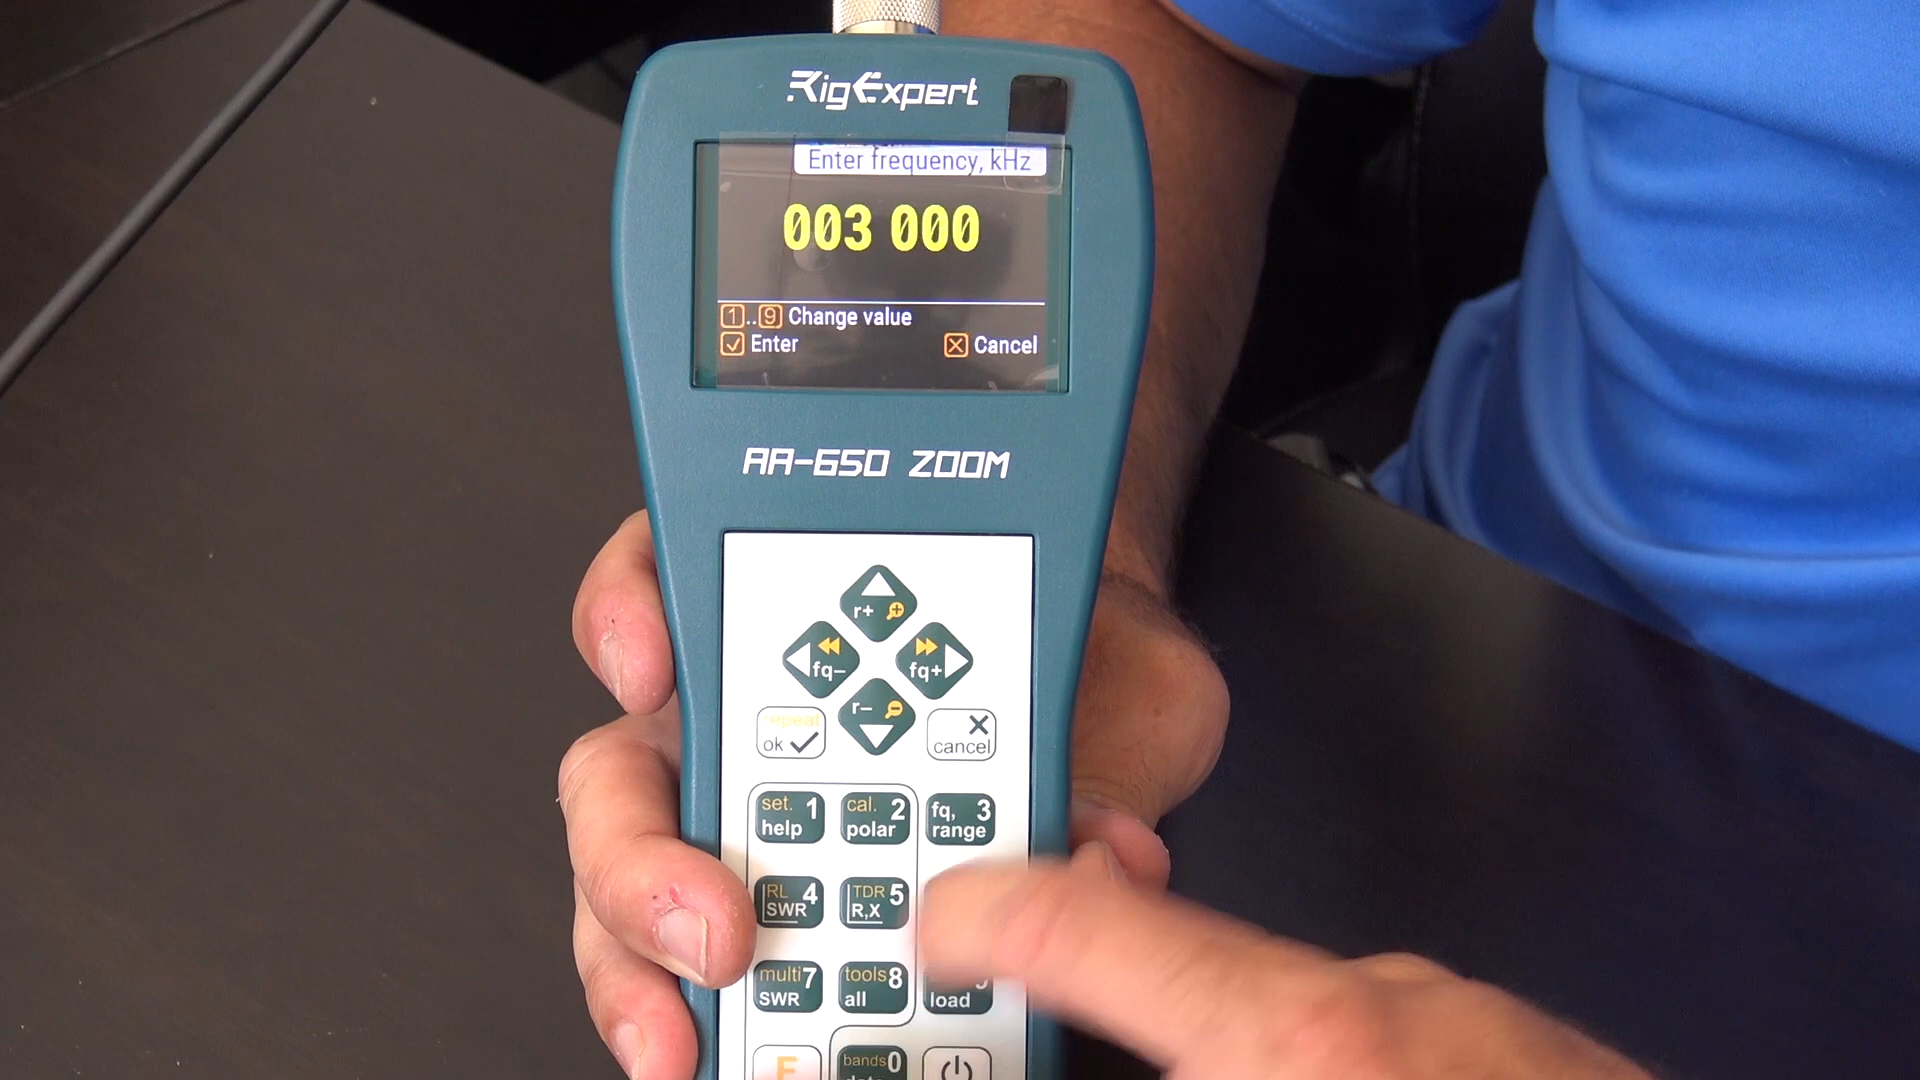 RigExpert
Enter frequency, kHz
003 000
1..9 Change value
Enter
Cancel
AA-650 ZOOM
r+
fq-
fq+
r-
repeat
ok
cancel
set. 1
help
cal. 2
polar
fq, 3
range
RL 4
SWR
TDR 5
R,X
multi 7
SWR
tools 8
all
load
F
bands 0